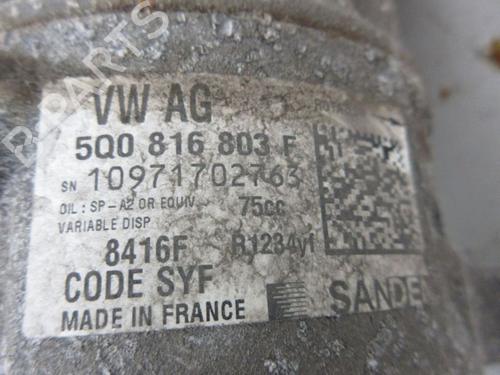 B-PARTS
VW AG
5Q0 816 803 F
SN 10971702763
OIL : SP-A2 OR EQUIV. 75cc
VARIABLE DISP
8416F R1234yf
CODE SYF
MADE IN FRANCE SANDE